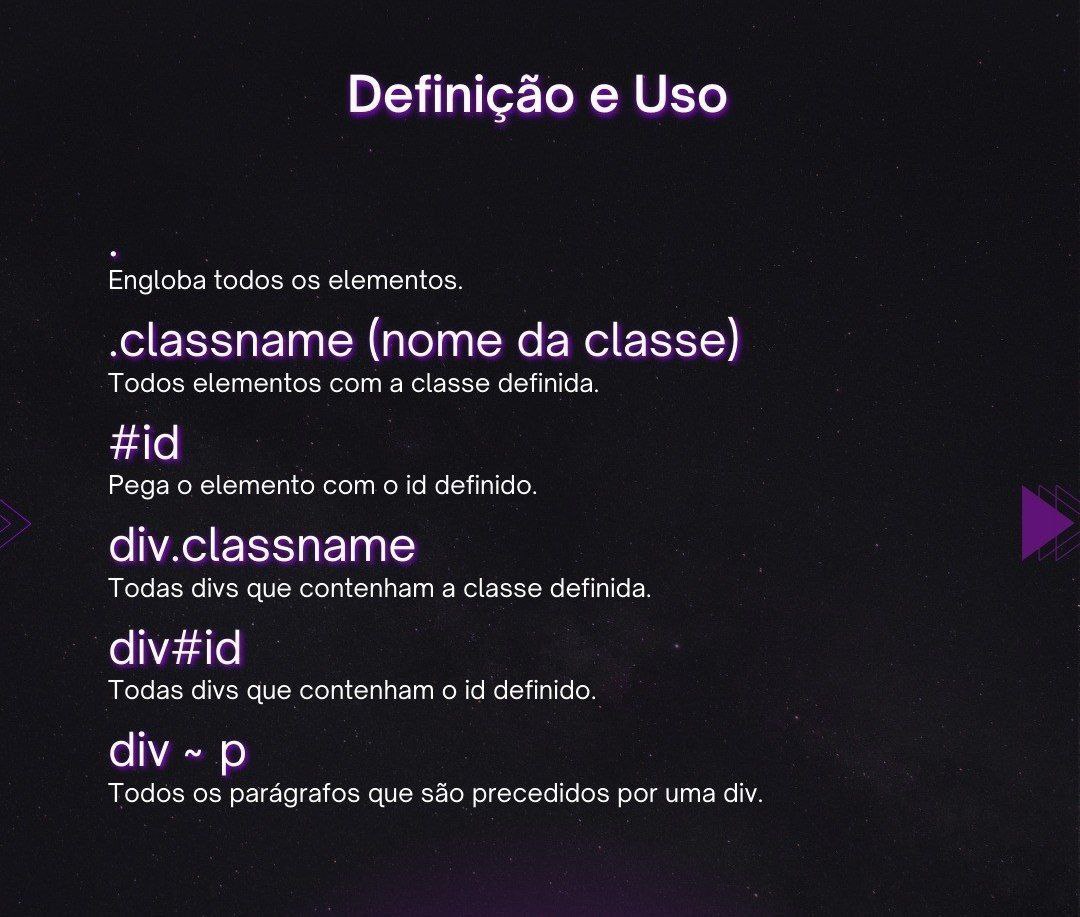 Definição e Uso
.
Engloba todos os elementos.
.classname (nome da classe)
Todos elementos com a classe definida.
#id
Pega o elemento com o id definido.
div.classname
Todas divs que contenham a classe definida.
div#id
Todas divs que contenham o id definido.
div ~ p
Todos os parágrafos que são precedidos por uma div.